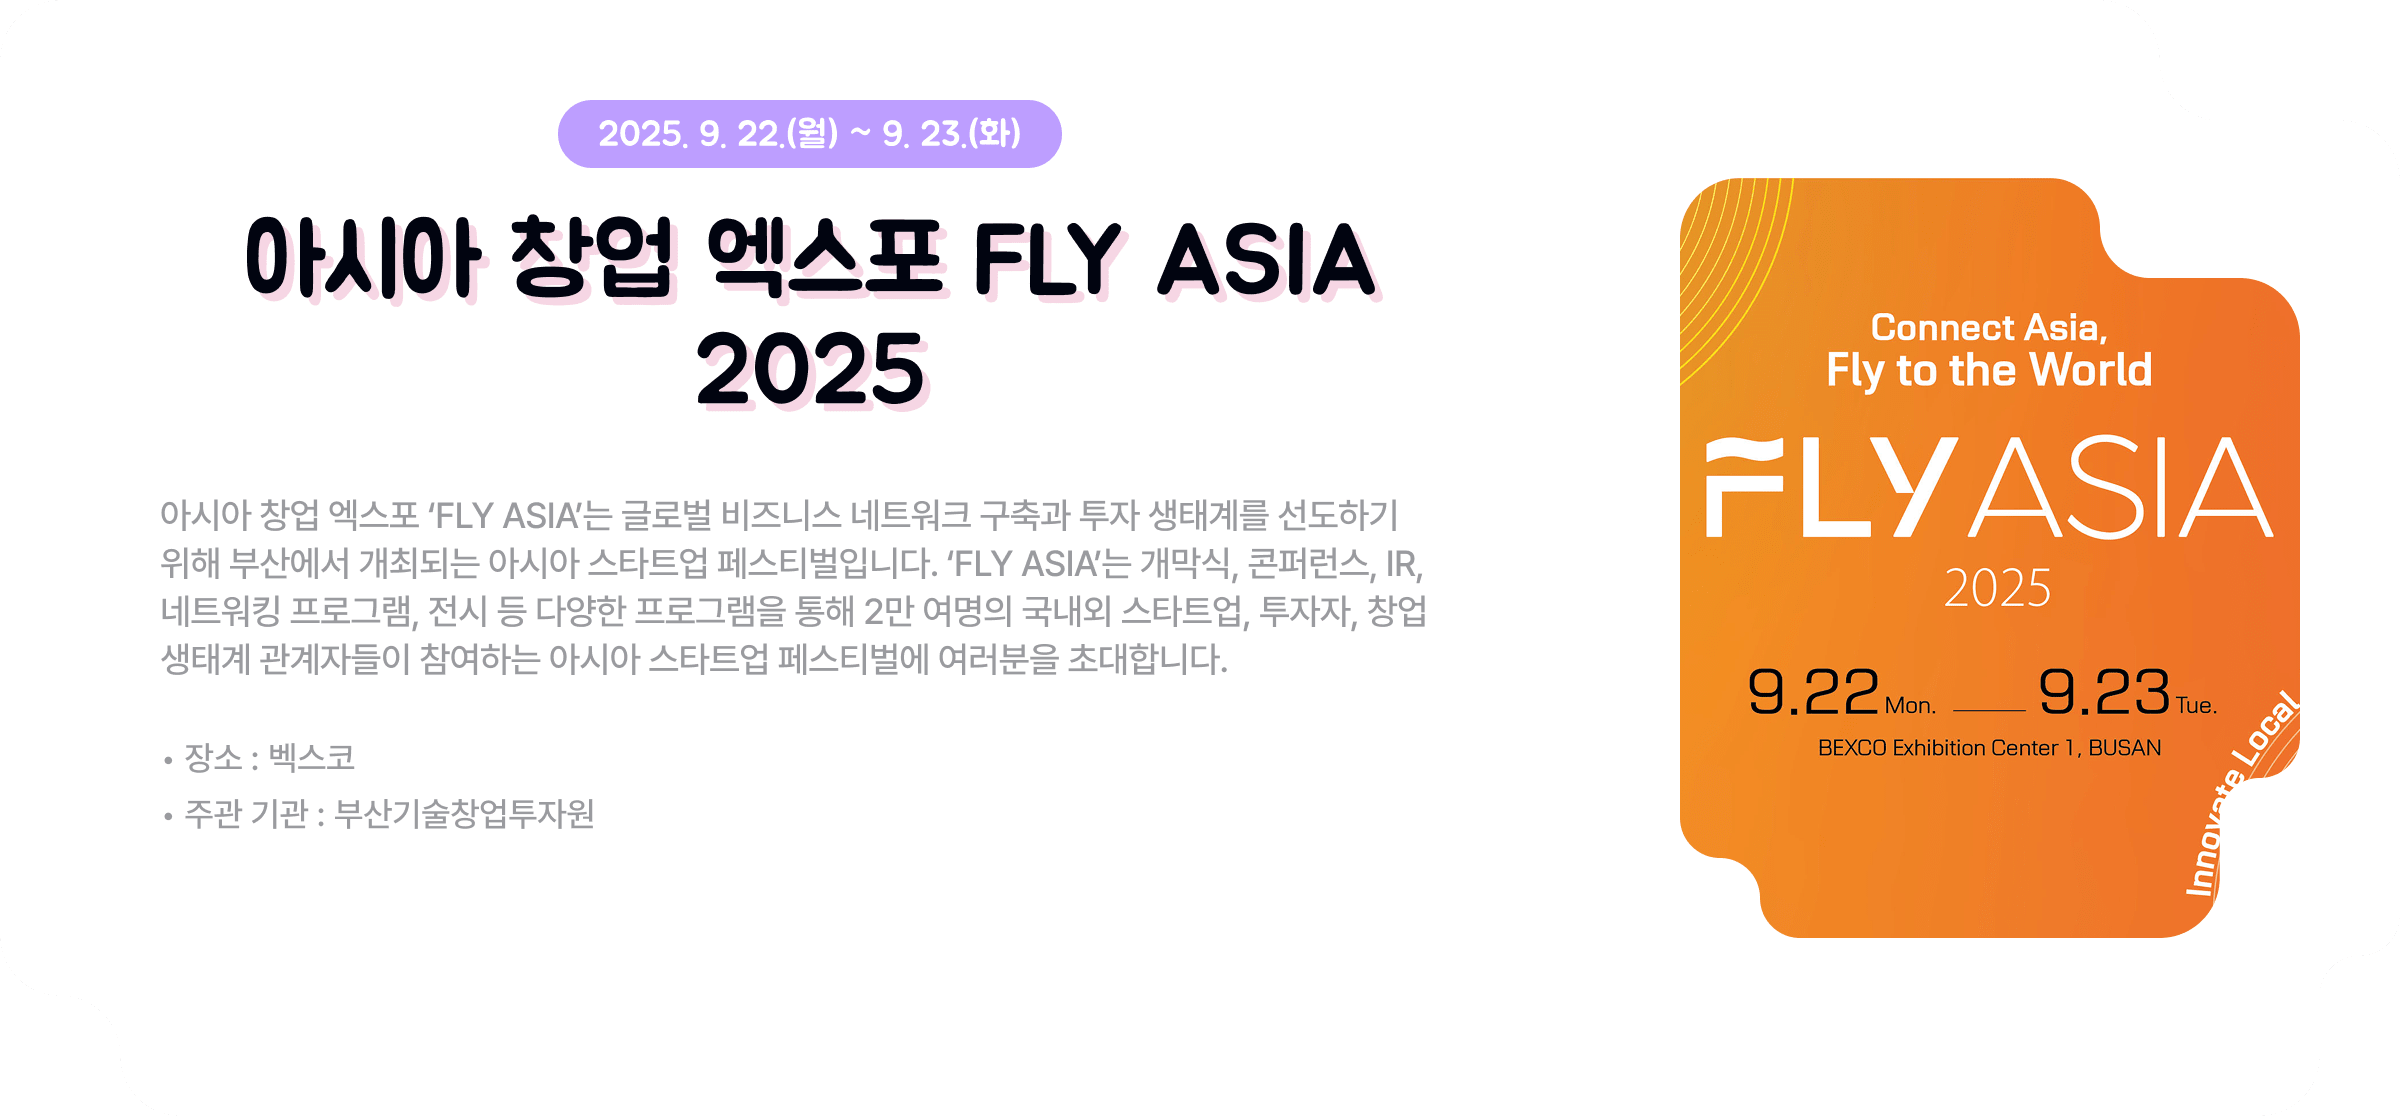 2025. 9. 22.(월) ~ 9. 23.(화)
아시아 창업 엑스포 FLY ASIA
2025
아시아 창업 엑스포 ‘FLY ASIA’는 글로벌 비즈니스 네트워크 구축과 투자 생태계를 선도하기
위해 부산에서 개최되는 아시아 스타트업 페스티벌입니다. ‘FLY ASIA’는 개막식, 콘퍼런스, IR,
네트워킹 프로그램, 전시 등 다양한 프로그램을 통해 2만 여명의 국내외 스타트업, 투자자, 창업
생태계 관계자들이 참여하는 아시아 스타트업 페스티벌에 여러분을 초대합니다.
• 장소 : 벡스코
• 주관 기관 : 부산기술창업투자원
Connect Asia,
Fly to the World
FLY ASIA
2025
9.22 Mon. 9.23 Tue.
BEXCO Exhibition Center 1, BUSAN
Innovate Local